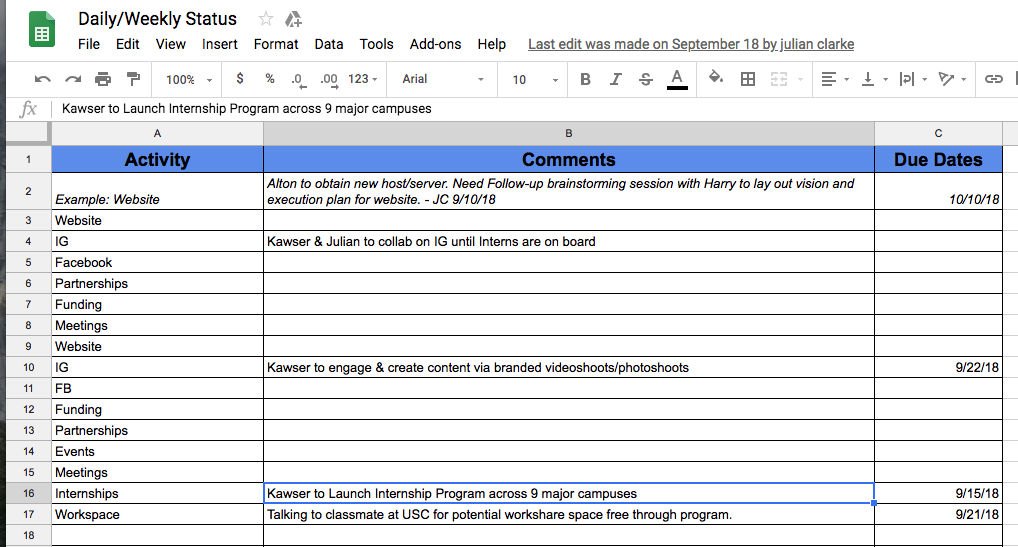 Daily/Weekly Status
File Edit View Insert Format Data Tools Add-ons Help Last edit was made on September 18 by julian clarke
100% $ % .0 .00 123 Arial 10 B I S A
fx Kawser to Launch Internship Program across 9 major campuses
A B C
1 Activity Comments Due Dates
Alton to obtain new host/server. Need Follow-up brainstorming session with Harry to lay out vision and
2 Example: Website execution plan for website. - JC 9/10/18 10/10/18
3 Website
4 IG Kawser & Julian to collab on IG until Interns are on board
5 Facebook
6 Partnerships
7 Funding
8 Meetings
9 Website
10 IG Kawser to engage & create content via branded videoshoots/photoshoots 9/22/18
11 FB
12 Funding
13 Partnerships
14 Events
15 Meetings
16 Internships Kawser to Launch Internship Program across 9 major campuses 9/15/18
17 Workspace Talking to classmate at USC for potential workshare space free through program. 9/21/18
18